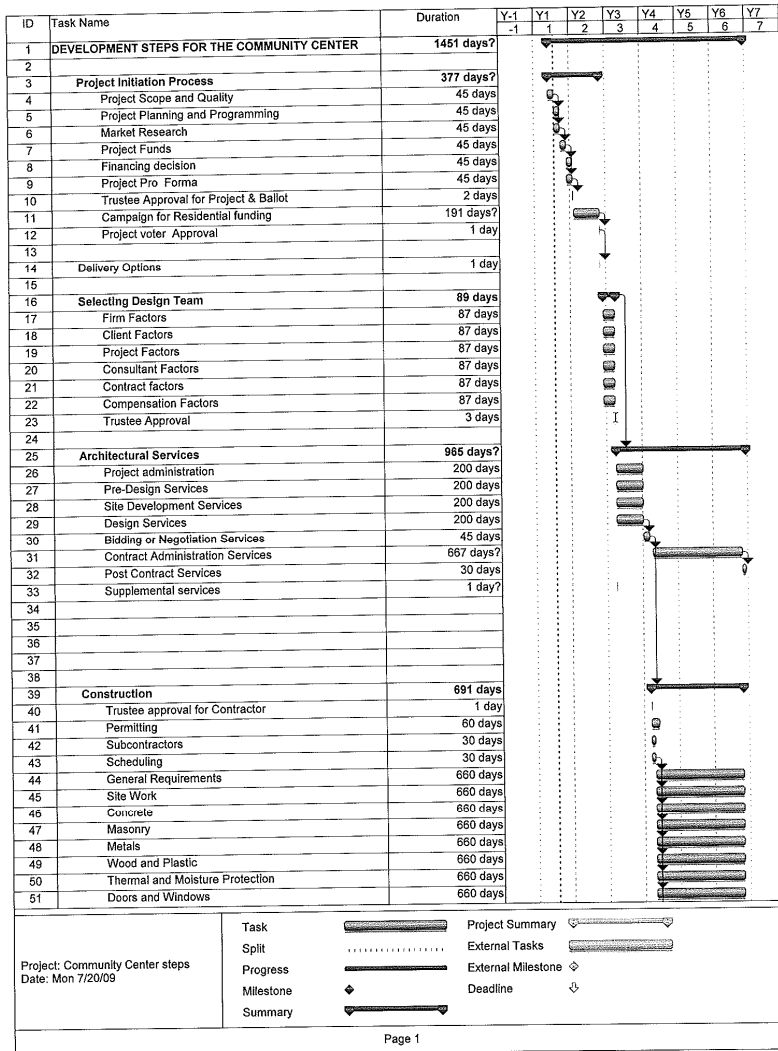 ID Task Name Duration Y-1 Y1 Y2 Y3 Y4 Y5 Y6 Y7
-1 1 2 3 4 5 6 7
1 DEVELOPMENT STEPS FOR THE COMMUNITY CENTER 1451 days?
2
3 Project Initiation Process 377 days?
4 Project Scope and Quality 45 days
5 Project Planning and Programming 45 days
6 Market Research 45 days
7 Project Funds 45 days
8 Financing decision 45 days
9 Project Pro Forma 45 days
10 Trustee Approval for Project & Ballot 2 days
11 Campaign for Residential funding 191 days?
12 Project voter Approval 1 day
13
14 Delivery Options 1 day
15
16 Selecting Design Team 89 days
17 Firm Factors 87 days
18 Client Factors 87 days
19 Project Factors 87 days
20 Consultant Factors 87 days
21 Contract factors 87 days
22 Compensation Factors 87 days
23 Trustee Approval 3 days
24
25 Architectural Services 965 days?
26 Project administration 200 days
27 Pre-Design Services 200 days
28 Site Development Services 200 days
29 Design Services 200 days
30 Bidding or Negotiation Services 45 days
31 Contract Administration Services 667 days?
32 Post Contract Services 30 days
33 Supplemental services 1 day?
34
35
36
37
38
39 Construction 691 days
40 Trustee approval for Contractor 1 day
41 Permitting 60 days
42 Subcontractors 30 days
43 Scheduling 30 days
44 General Requirements 660 days
45 Site Work 660 days
46 Concrete 660 days
47 Masonry 660 days
48 Metals 660 days
49 Wood and Plastic 660 days
50 Thermal and Moisture Protection 660 days
51 Doors and Windows 660 days
Project: Community Center steps
Date: Mon 7/20/09
Task
Split
Progress
Milestone
Summary
Project Summary
External Tasks
External Milestone
Deadline
Page 1